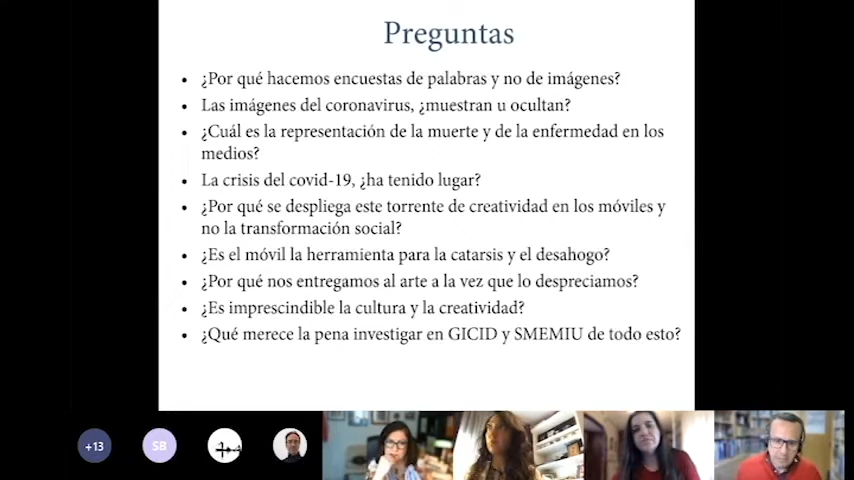 Preguntas
• ¿Por qué hacemos encuestas de palabras y no de imágenes?
• Las imágenes del coronavirus, ¿muestran u ocultan?
• ¿Cuál es la representación de la muerte y de la enfermedad en los
medios?
• La crisis del covid-19, ¿ha tenido lugar?
• ¿Por qué se despliega este torrente de creatividad en los móviles y
no la transformación social?
• ¿Es el móvil la herramienta para la catarsis y el desahogo?
• ¿Por qué nos entregamos al arte a la vez que lo despreciamos?
• ¿Es imprescindible la cultura y la creatividad?
• ¿Qué merece la pena investigar en GICID y SMEMIU de todo esto?
+13
SB